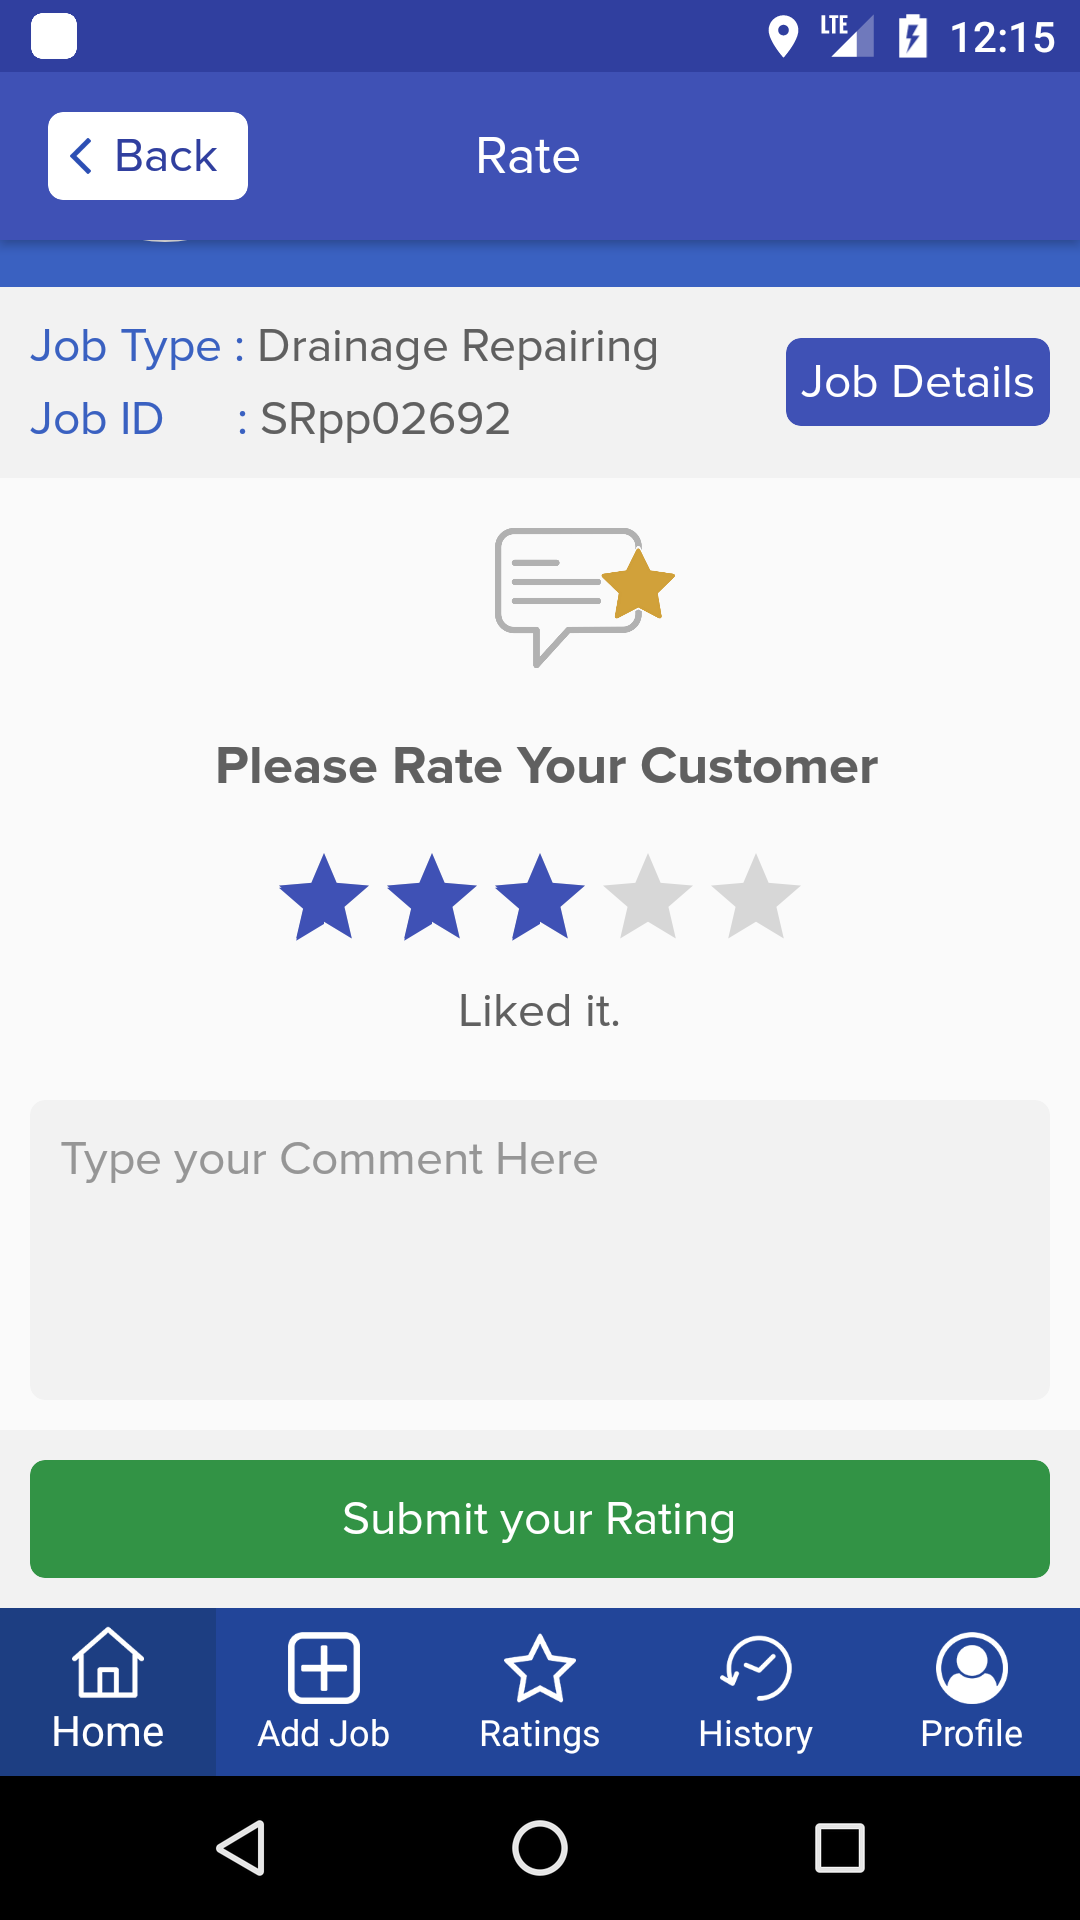 LTE 12:15
Back
Rate
Job Type : Drainage Repairing
Job ID : SRpp02692
Job Details
Please Rate Your Customer
Liked it.
Type your Comment Here
Submit your Rating
Home
Add Job
Ratings
History
Profile